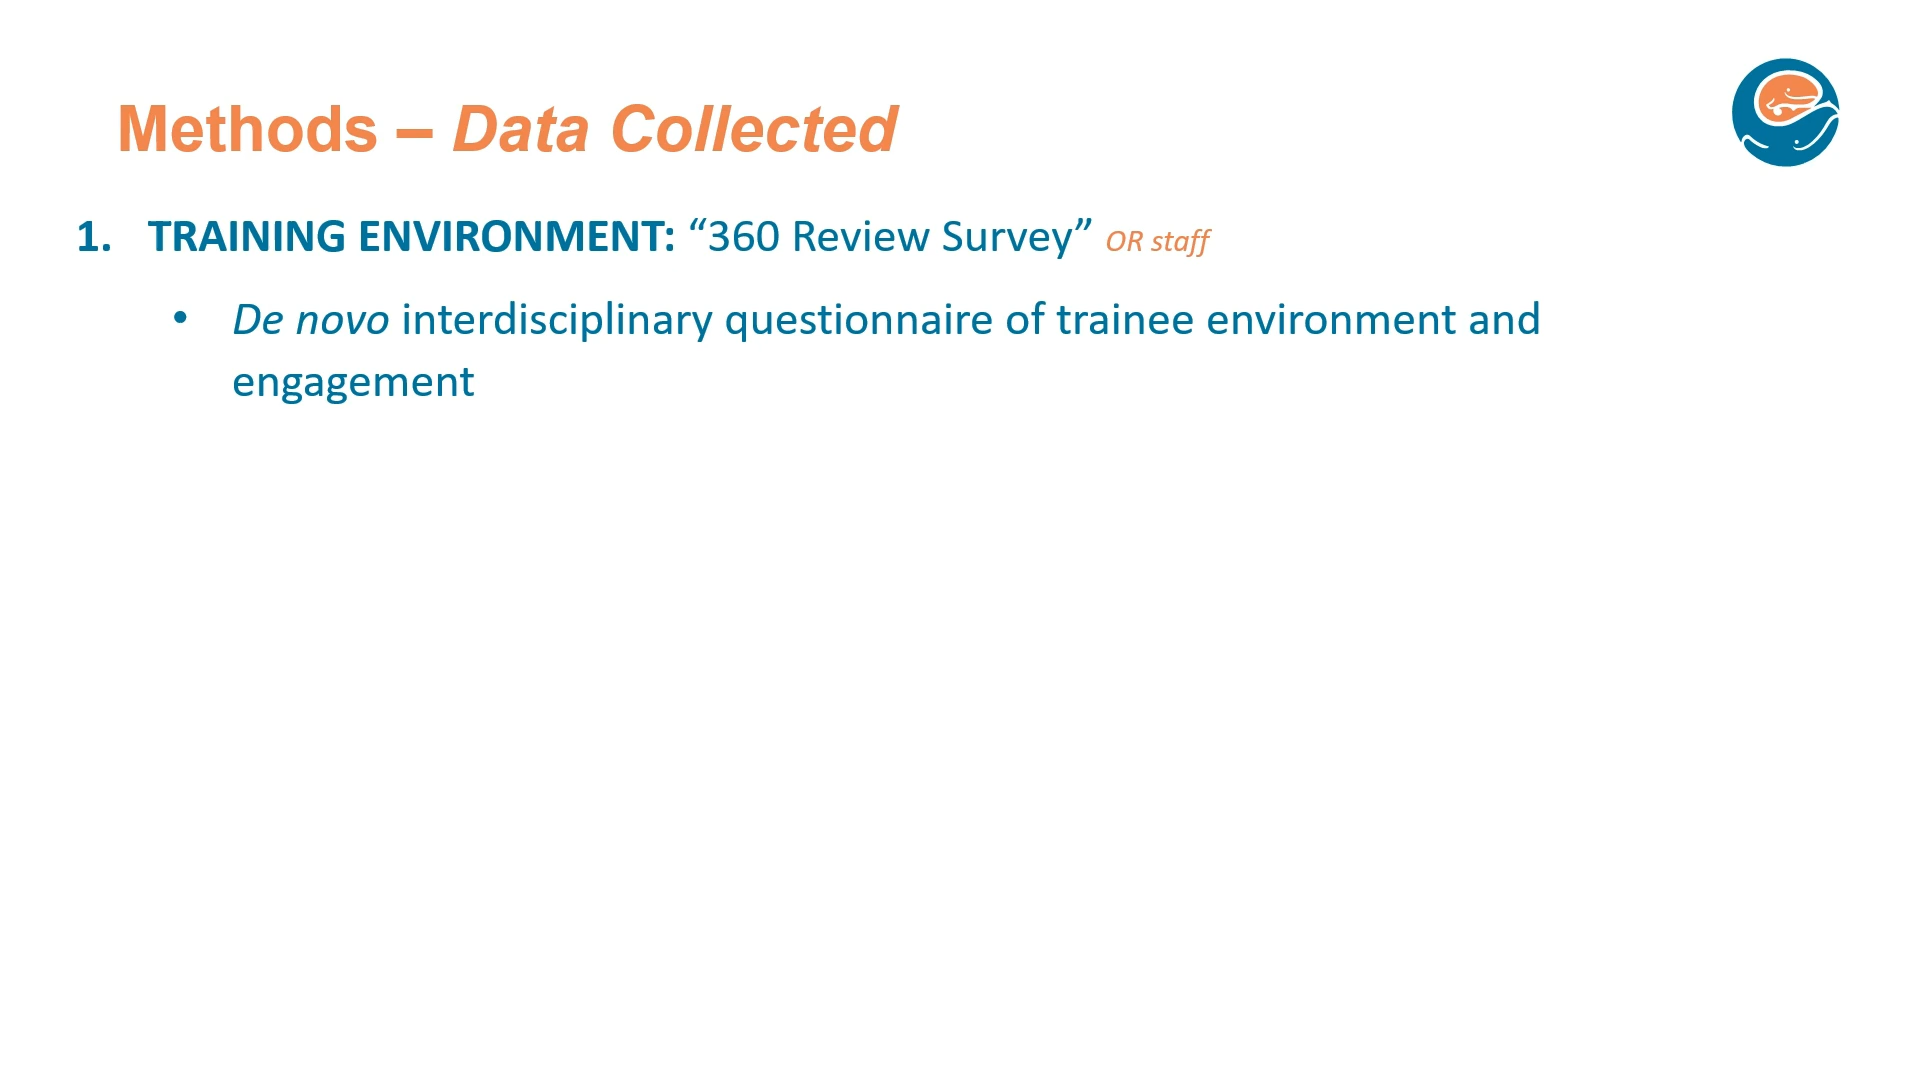 Methods – Data Collected
1. TRAINING ENVIRONMENT: “360 Review Survey” OR staff
• De novo interdisciplinary questionnaire of trainee environment and
engagement